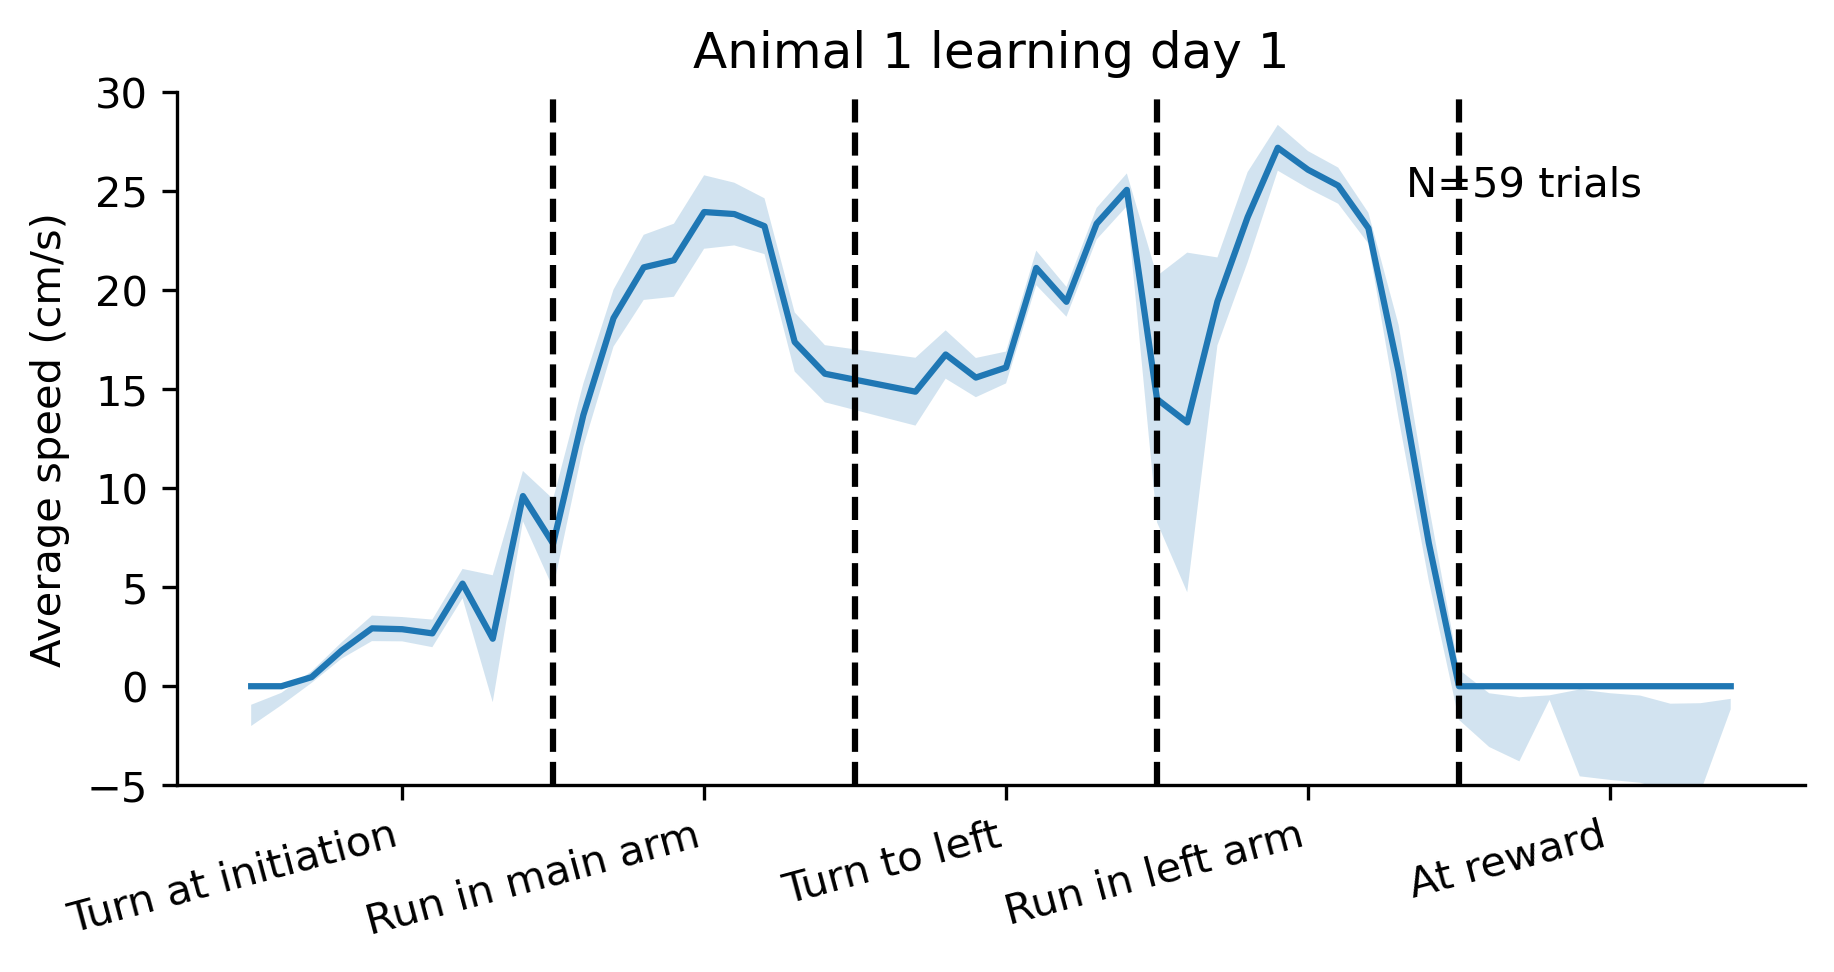 Animal 1 learning day 1
Average speed (cm/s)
30
25
20
15
10
5
0
−5
N=59 trials
Turn at initiation
Run in main arm
Turn to left
Run in left arm
At reward